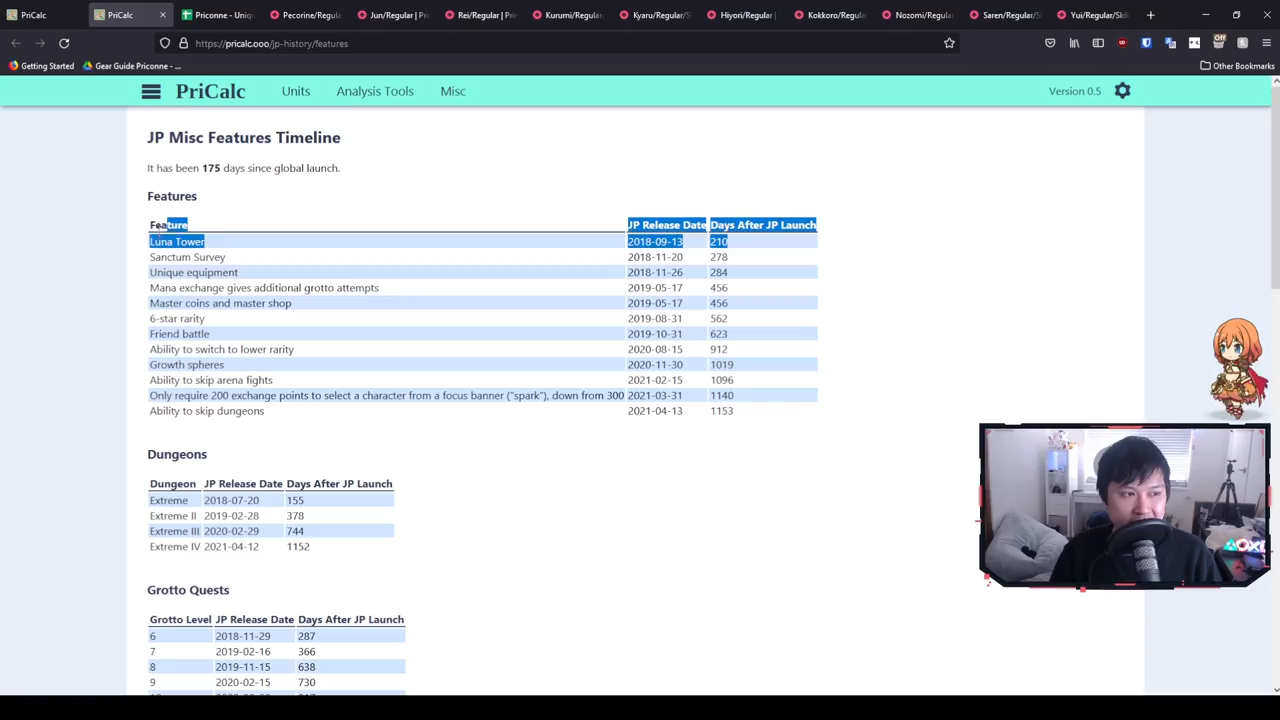 PriCalc
PriCalc
Priconne - Uniqu
Pecorine/Regular
Jun/Regular | Pri
Rei/Regular | Prin
Kurumi/Regular
Kyaru/Regular/S
Hiyori/Regular |
Kokkoro/Regular
Nozomi/Regular
Saren/Regular/S
Yui/Regular/Skil
https://pricalc.ooo/jp-history/features
Off
Getting Started
Gear Guide Priconne - ...
Other Bookmarks
PriCalc Units Analysis Tools Misc Version 0.5
JP Misc Features Timeline
It has been 175 days since global launch.
Features
Feature JP Release Date Days After JP Launch
Luna Tower 2018-09-13 210
Sanctum Survey 2018-11-20 278
Unique equipment 2018-11-26 284
Mana exchange gives additional grotto attempts 2019-05-17 456
Master coins and master shop 2019-05-17 456
6-star rarity 2019-08-31 562
Friend battle 2019-10-31 623
Ability to switch to lower rarity 2020-08-15 912
Growth spheres 2020-11-30 1019
Ability to skip arena fights 2021-02-15 1096
Only require 200 exchange points to select a character from a focus banner ("spark"), down from 300 2021-03-31 1140
Ability to skip dungeons 2021-04-13 1153
Dungeons
Dungeon JP Release Date Days After JP Launch
Extreme 2018-07-20 155
Extreme II 2019-02-28 378
Extreme III 2020-02-29 744
Extreme IV 2021-04-12 1152
Grotto Quests
Grotto Level JP Release Date Days After JP Launch
6 2018-11-29 287
7 2019-02-16 366
8 2019-11-15 638
9 2020-02-15 730